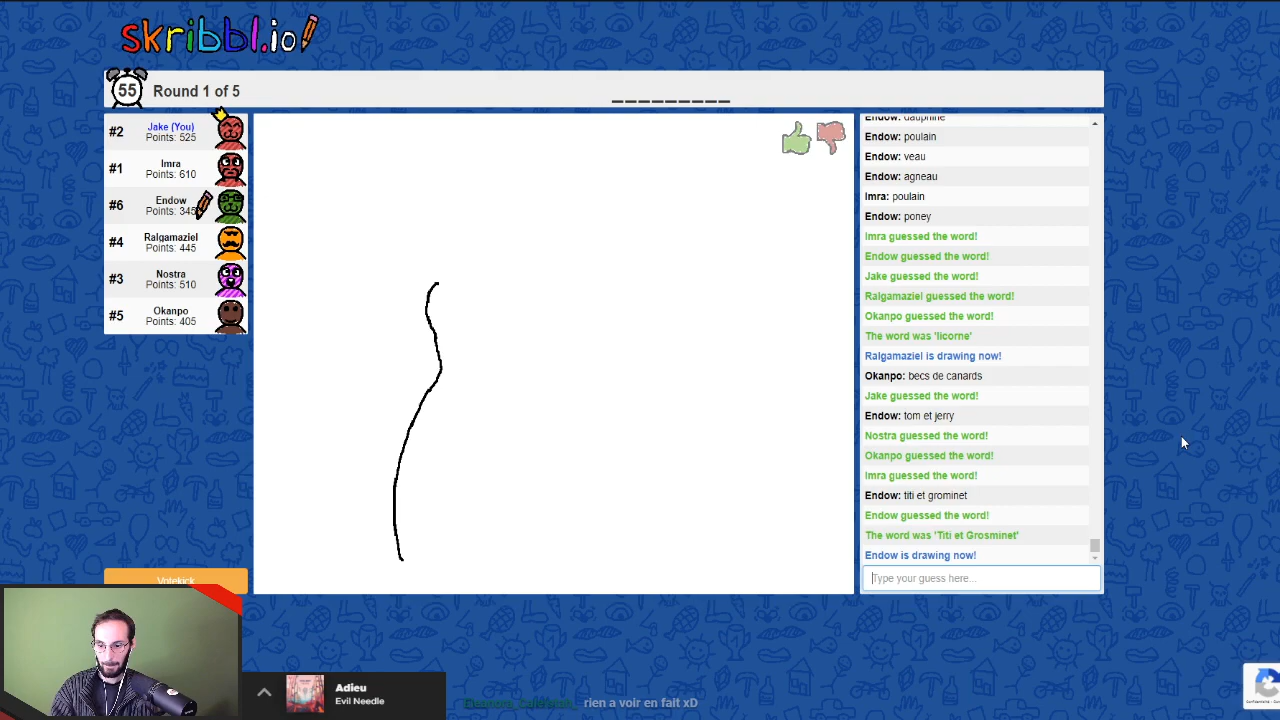 skribbl.io
55
Round 1 of 5
_________
#2
Jake (You)
Points: 525
#1
Imra
Points: 610
#6
Endow
Points: 345
#4
Ralgamaziel
Points: 445
#3
Nostra
Points: 510
#5
Okanpo
Points: 405
Votekick
Endow: dauphine
Endow: poulain
Endow: veau
Endow: agneau
Imra: poulain
Endow: poney
Imra guessed the word!
Endow guessed the word!
Jake guessed the word!
Ralgamaziel guessed the word!
Okanpo guessed the word!
The word was 'licorne'
Ralgamaziel is drawing now!
Okanpo: becs de canards
Jake guessed the word!
Endow: tom et jerry
Nostra guessed the word!
Okanpo guessed the word!
Imra guessed the word!
Endow: titi et grominet
Endow guessed the word!
The word was 'Titi et Grosminet'
Endow is drawing now!
Type your guess here...
Adieu
Evil Needle
rien a voir en fait xD